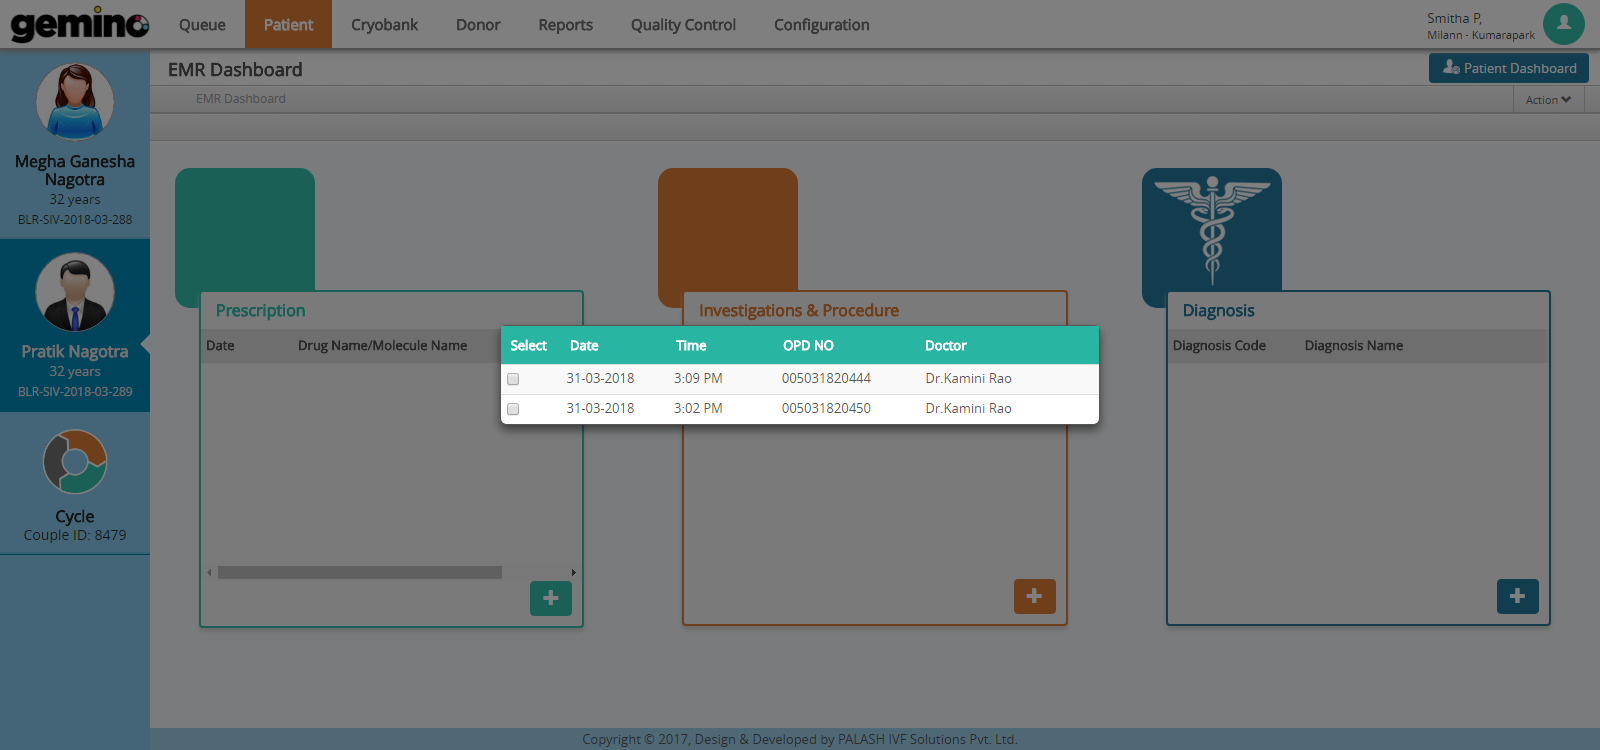 gemino
Queue Patient Cryobank Donor Reports Quality Control Configuration
Smitha P,
Milann - Kumarapark
EMR Dashboard
Patient Dashboard
EMR Dashboard
Action
Megha Ganesha
Nagotra
32 years
BLR-SIV-2018-03-288
Pratik Nagotra
32 years
BLR-SIV-2018-03-289
Cycle
Couple ID: 8479
Prescription
Date Drug Name/Molecule Name
Investigations & Procedure
Diagnosis
Diagnosis Code Diagnosis Name
Select Date Time OPD NO Doctor
31-03-2018 3:09 PM 005031820444 Dr.Kamini Rao
31-03-2018 3:02 PM 005031820450 Dr.Kamini Rao
Copyright © 2017, Design & Developed by PALASH IVF Solutions Pvt. Ltd.